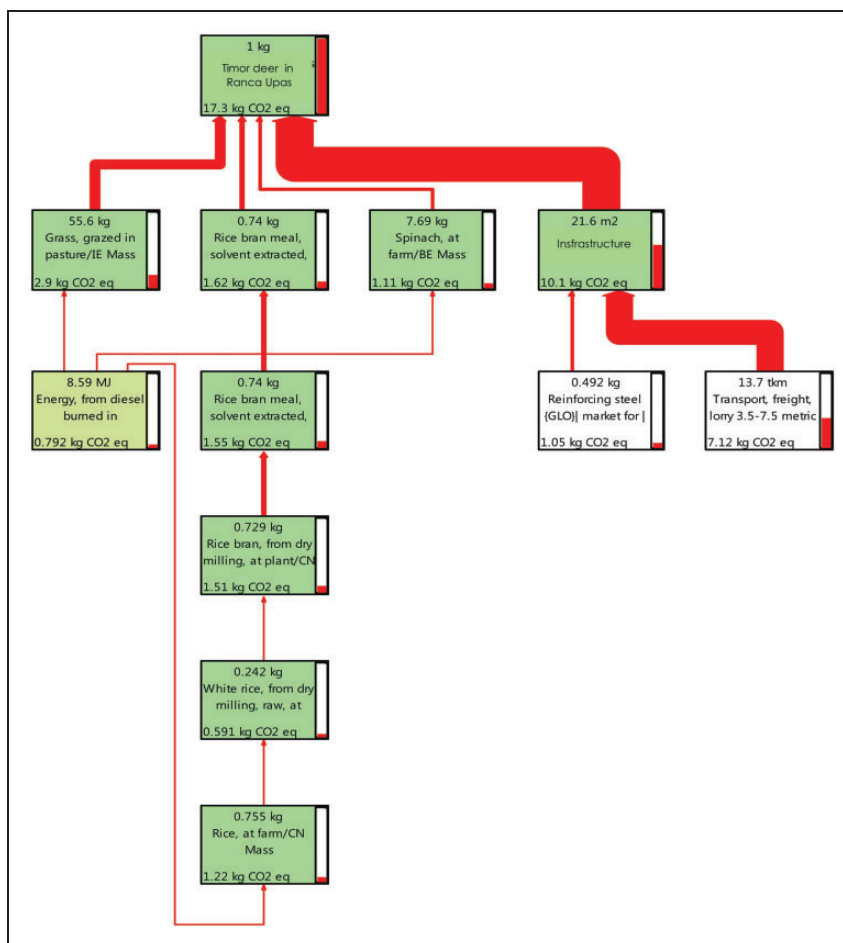 1 kg
Timor deer in
Ranca Upas
17.3 kg CO2 eq
55.6 kg
Grass, grazed in
pasture/IE Mass
2.9 kg CO2 eq
0.74 kg
Rice bran meal,
solvent extracted,
1.62 kg CO2 eq
7.69 kg
Spinach, at
farm/BE Mass
1.11 kg CO2 eq
21.6 m2
Insfrastructure
10.1 kg CO2 eq
8.59 MJ
Energy, from diesel
burned in
0.792 kg CO2 eq
0.74 kg
Rice bran meal,
solvent extracted,
1.55 kg CO2 eq
0.492 kg
Reinforcing steel
{GLO}| market for |
1.05 kg CO2 eq
13.7 tkm
Transport, freight,
lorry 3.5-7.5 metric
7.12 kg CO2 eq
0.729 kg
Rice bran, from dry
milling, at plant/CN
1.51 kg CO2 eq
0.242 kg
White rice, from dry
milling, raw, at
0.591 kg CO2 eq
0.755 kg
Rice, at farm/CN
Mass
1.22 kg CO2 eq